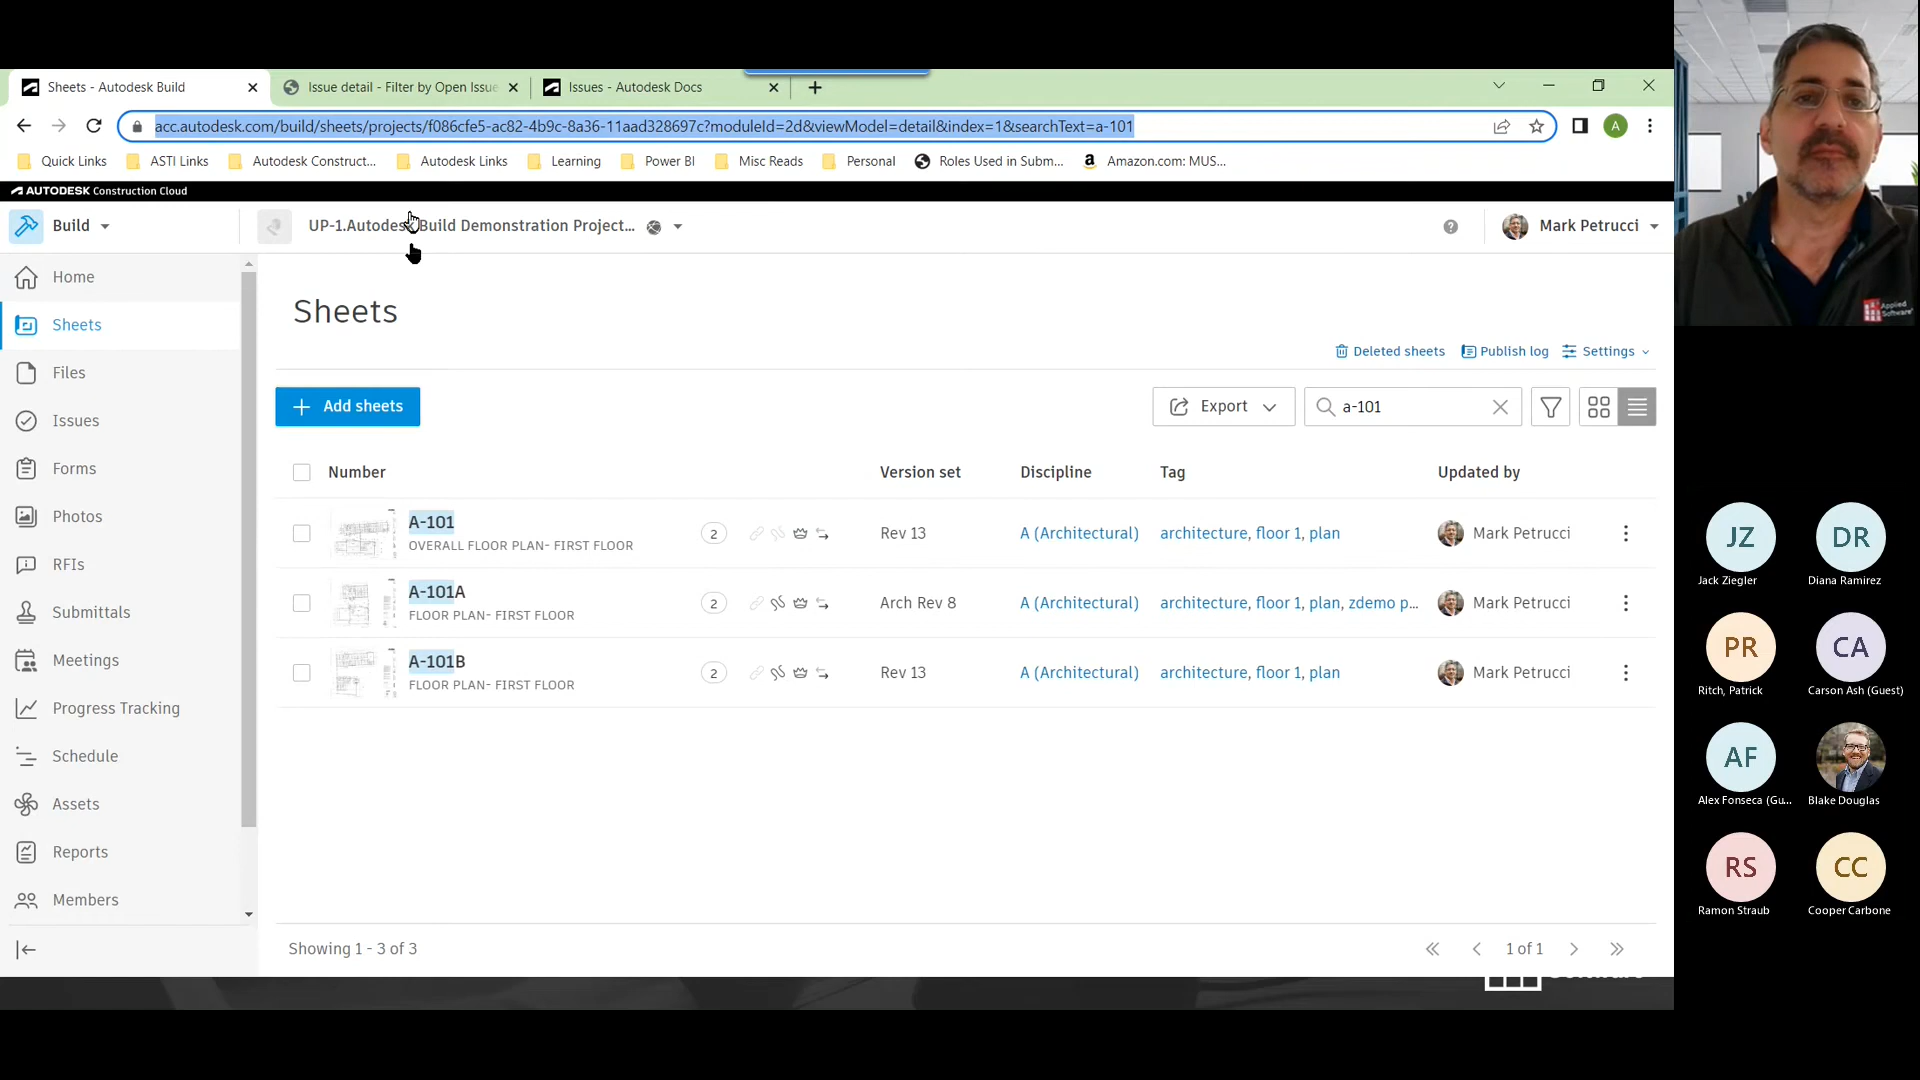 Sheets - Autodesk Build
Issue detail - Filter by Open Issue
Issues - Autodesk Docs
acc.autodesk.com/build/sheets/projects/f086cfe5-ac82-4b9c-8a36-11aad328697c?moduleId=2d&viewModel=detail&index=1&searchText=a-101
A
Quick Links
ASTI Links
Autodesk Construct...
Autodesk Links
Learning
Power BI
Misc Reads
Personal
Roles Used in Subm...
Amazon.com: MUS...
AUTODESK Construction Cloud
Build
UP-1.Autodesk Build Demonstration Project...
Mark Petrucci
Home
Sheets
Files
Issues
Forms
Photos
RFIs
Submittals
Meetings
Progress Tracking
Schedule
Assets
Reports
Members
Sheets
Deleted sheets
Publish log
Settings
Add sheets
Export
a-101
Number
Version set
Discipline
Tag
Updated by
A-101
OVERALL FLOOR PLAN- FIRST FLOOR
2
Rev 13
A (Architectural)
architecture, floor 1, plan
Mark Petrucci
A-101A
FLOOR PLAN- FIRST FLOOR
2
Arch Rev 8
A (Architectural)
architecture, floor 1, plan, zdemo p...
Mark Petrucci
A-101B
FLOOR PLAN- FIRST FLOOR
2
Rev 13
A (Architectural)
architecture, floor 1, plan
Mark Petrucci
Showing 1 - 3 of 3
1 of 1
Applied
Software
JZ
Jack Ziegler
DR
Diana Ramirez
PR
Ritch, Patrick
CA
Carson Ash (Guest)
AF
Alex Fonseca (Gu...
Blake Douglas
RS
Ramon Straub
CC
Cooper Carbone